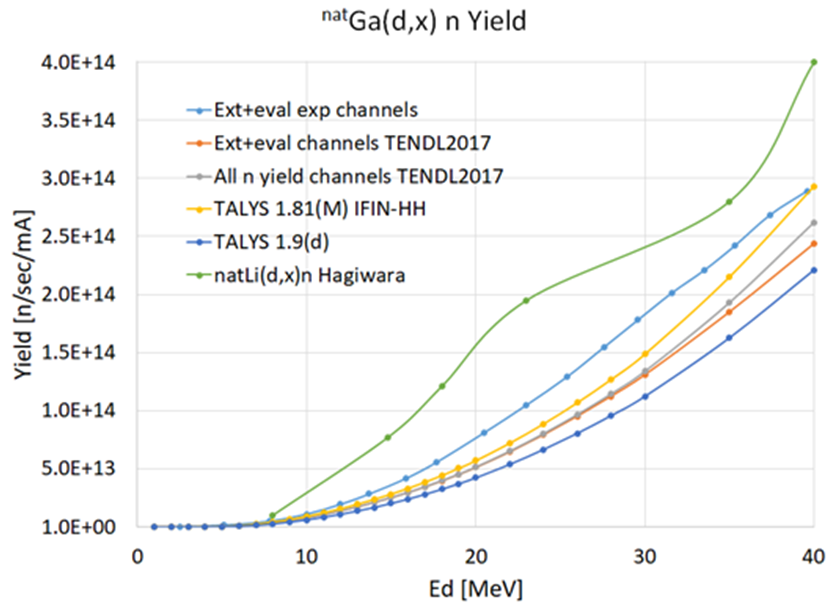 natGa(d,x) n Yield
4.0E+14
3.5E+14
3.0E+14
2.5E+14
2.0E+14
1.5E+14
1.0E+14
5.0E+13
1.0E+00
Yield [n/sec/mA]
Ext+eval exp channels
Ext+eval channels TENDL2017
All n yield channels TENDL2017
TALYS 1.81(M) IFIN-HH
TALYS 1.9(d)
natLi(d,x)n Hagiwara
0 10 20 30 40
Ed [MeV]